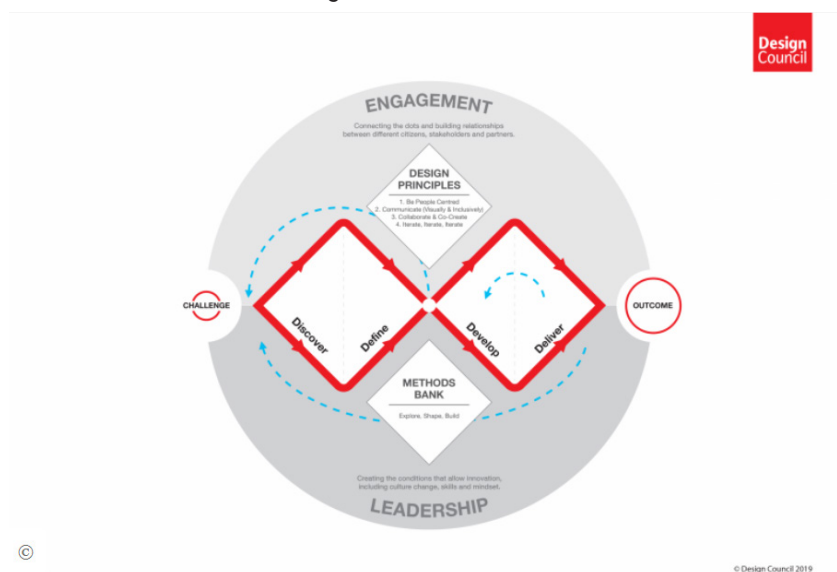 Design
Council
ENGAGEMENT
Connecting the dots and building relationships
between different citizens, stakeholders and partners.
DESIGN
PRINCIPLES
1. Be People Centred
2. Communicate (Visually & Inclusively)
3. Collaborate & Co-Create
4. Iterate, Iterate, Iterate
CHALLENGE
OUTCOME
Discover
Define
Develop
Deliver
METHODS
BANK
Explore, Shape, Build
Creating the conditions that allow innovation,
including culture change, skills and mindset.
LEADERSHIP
©
© Design Council 2019